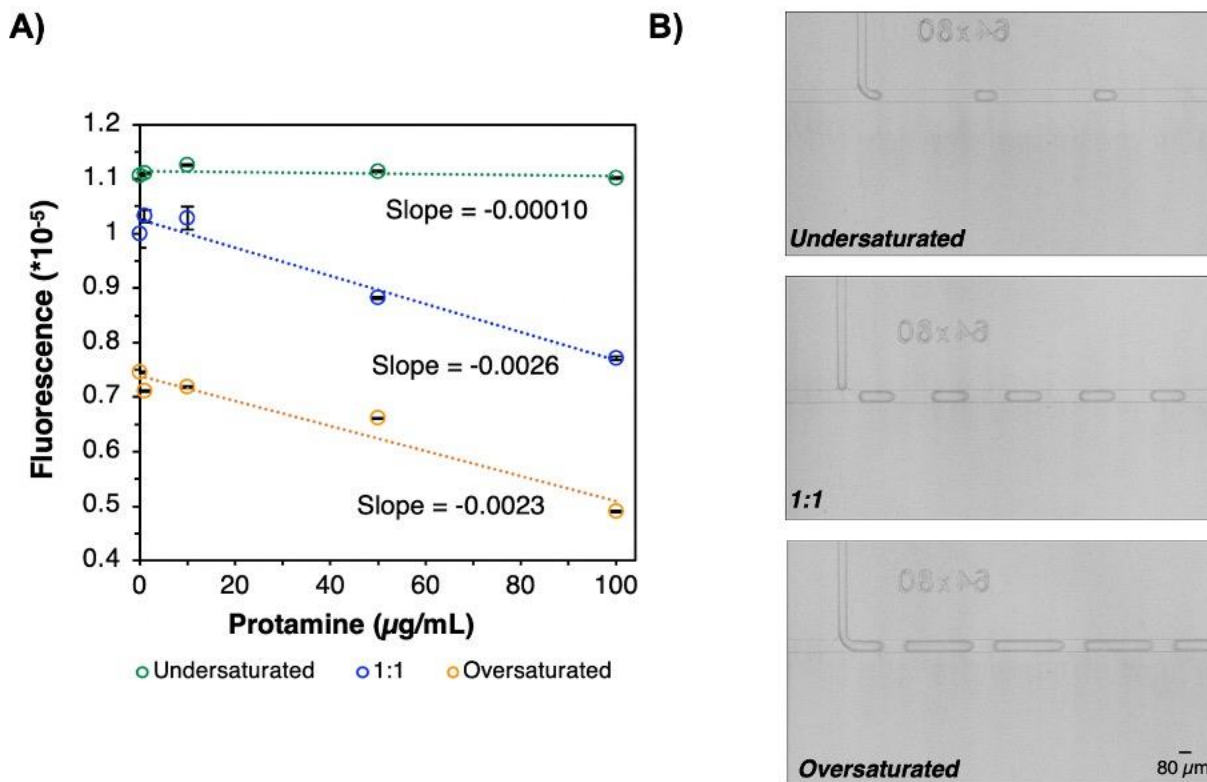 A)
B)
1.2
1.1
1
0.9
0.8
0.7
0.6
0.5
0.4
Fluorescence (*10⁻⁵)
Slope = -0.00010
Slope = -0.0026
Slope = -0.0023
0 20 40 60 80 100
Protamine (µg/mL)
Undersaturated 1:1 Oversaturated
64x80
Undersaturated
64x80
1:1
64x80
Oversaturated
80 µm